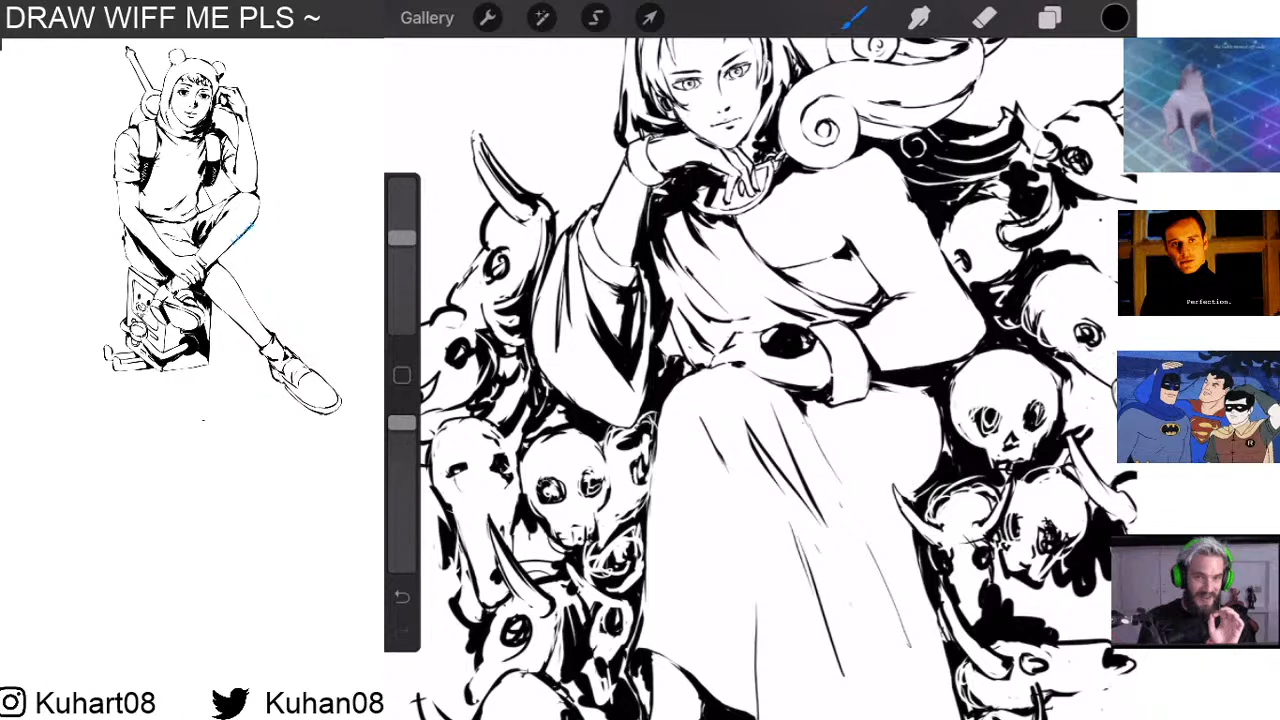 DRAW WIFF ME PLS ~
Gallery
Perfection.
Kuhart08
Kuhan08